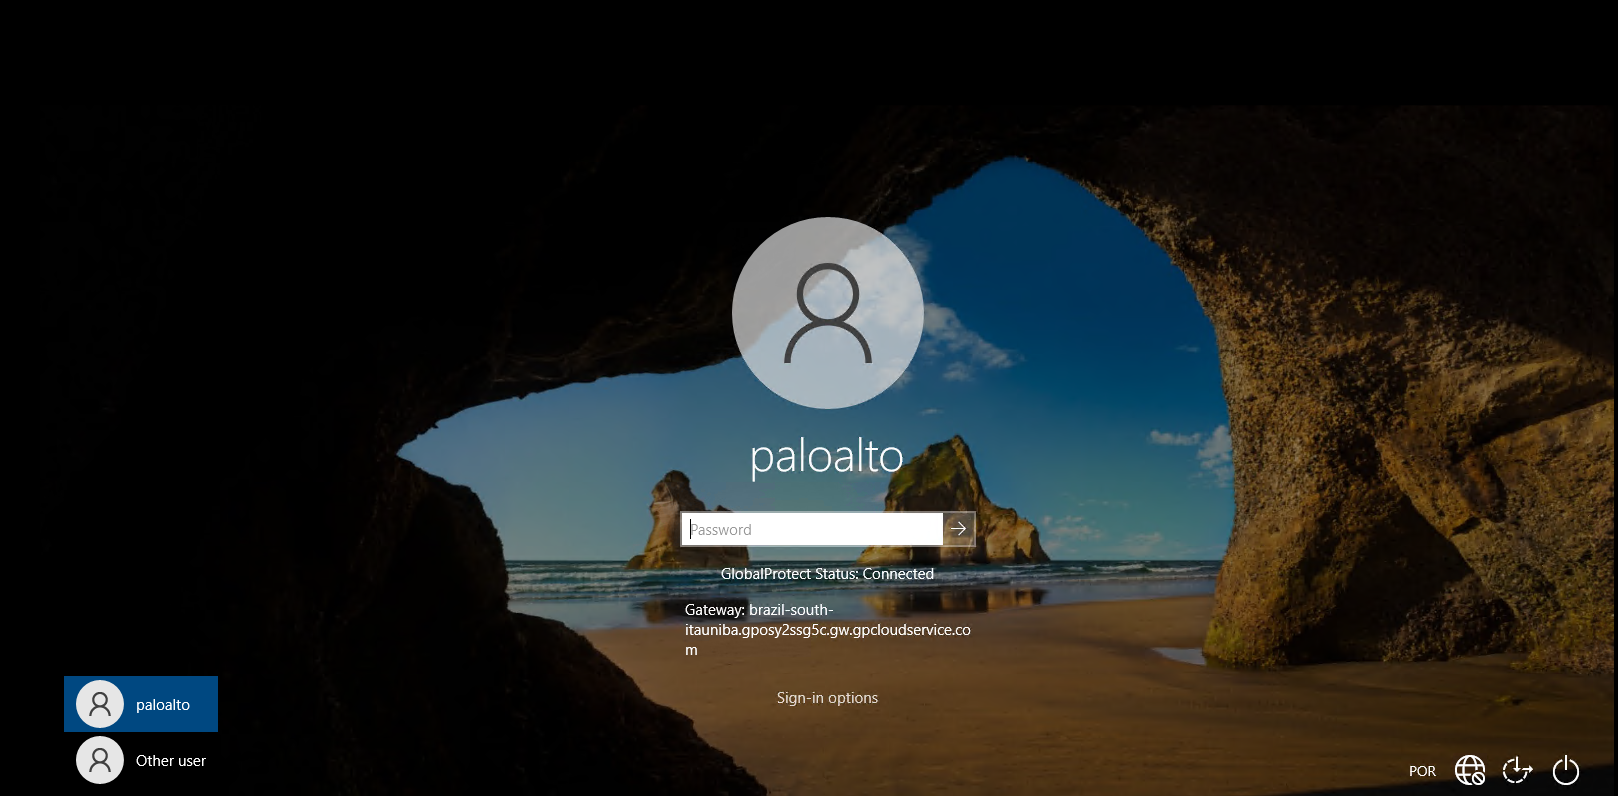 paloalto
Password
GlobalProtect Status: Connected
Gateway: brazil-south-
itauniba.gposy2ssg5c.gw.gpcloudservice.co
m
Sign-in options
paloalto
Other user
POR